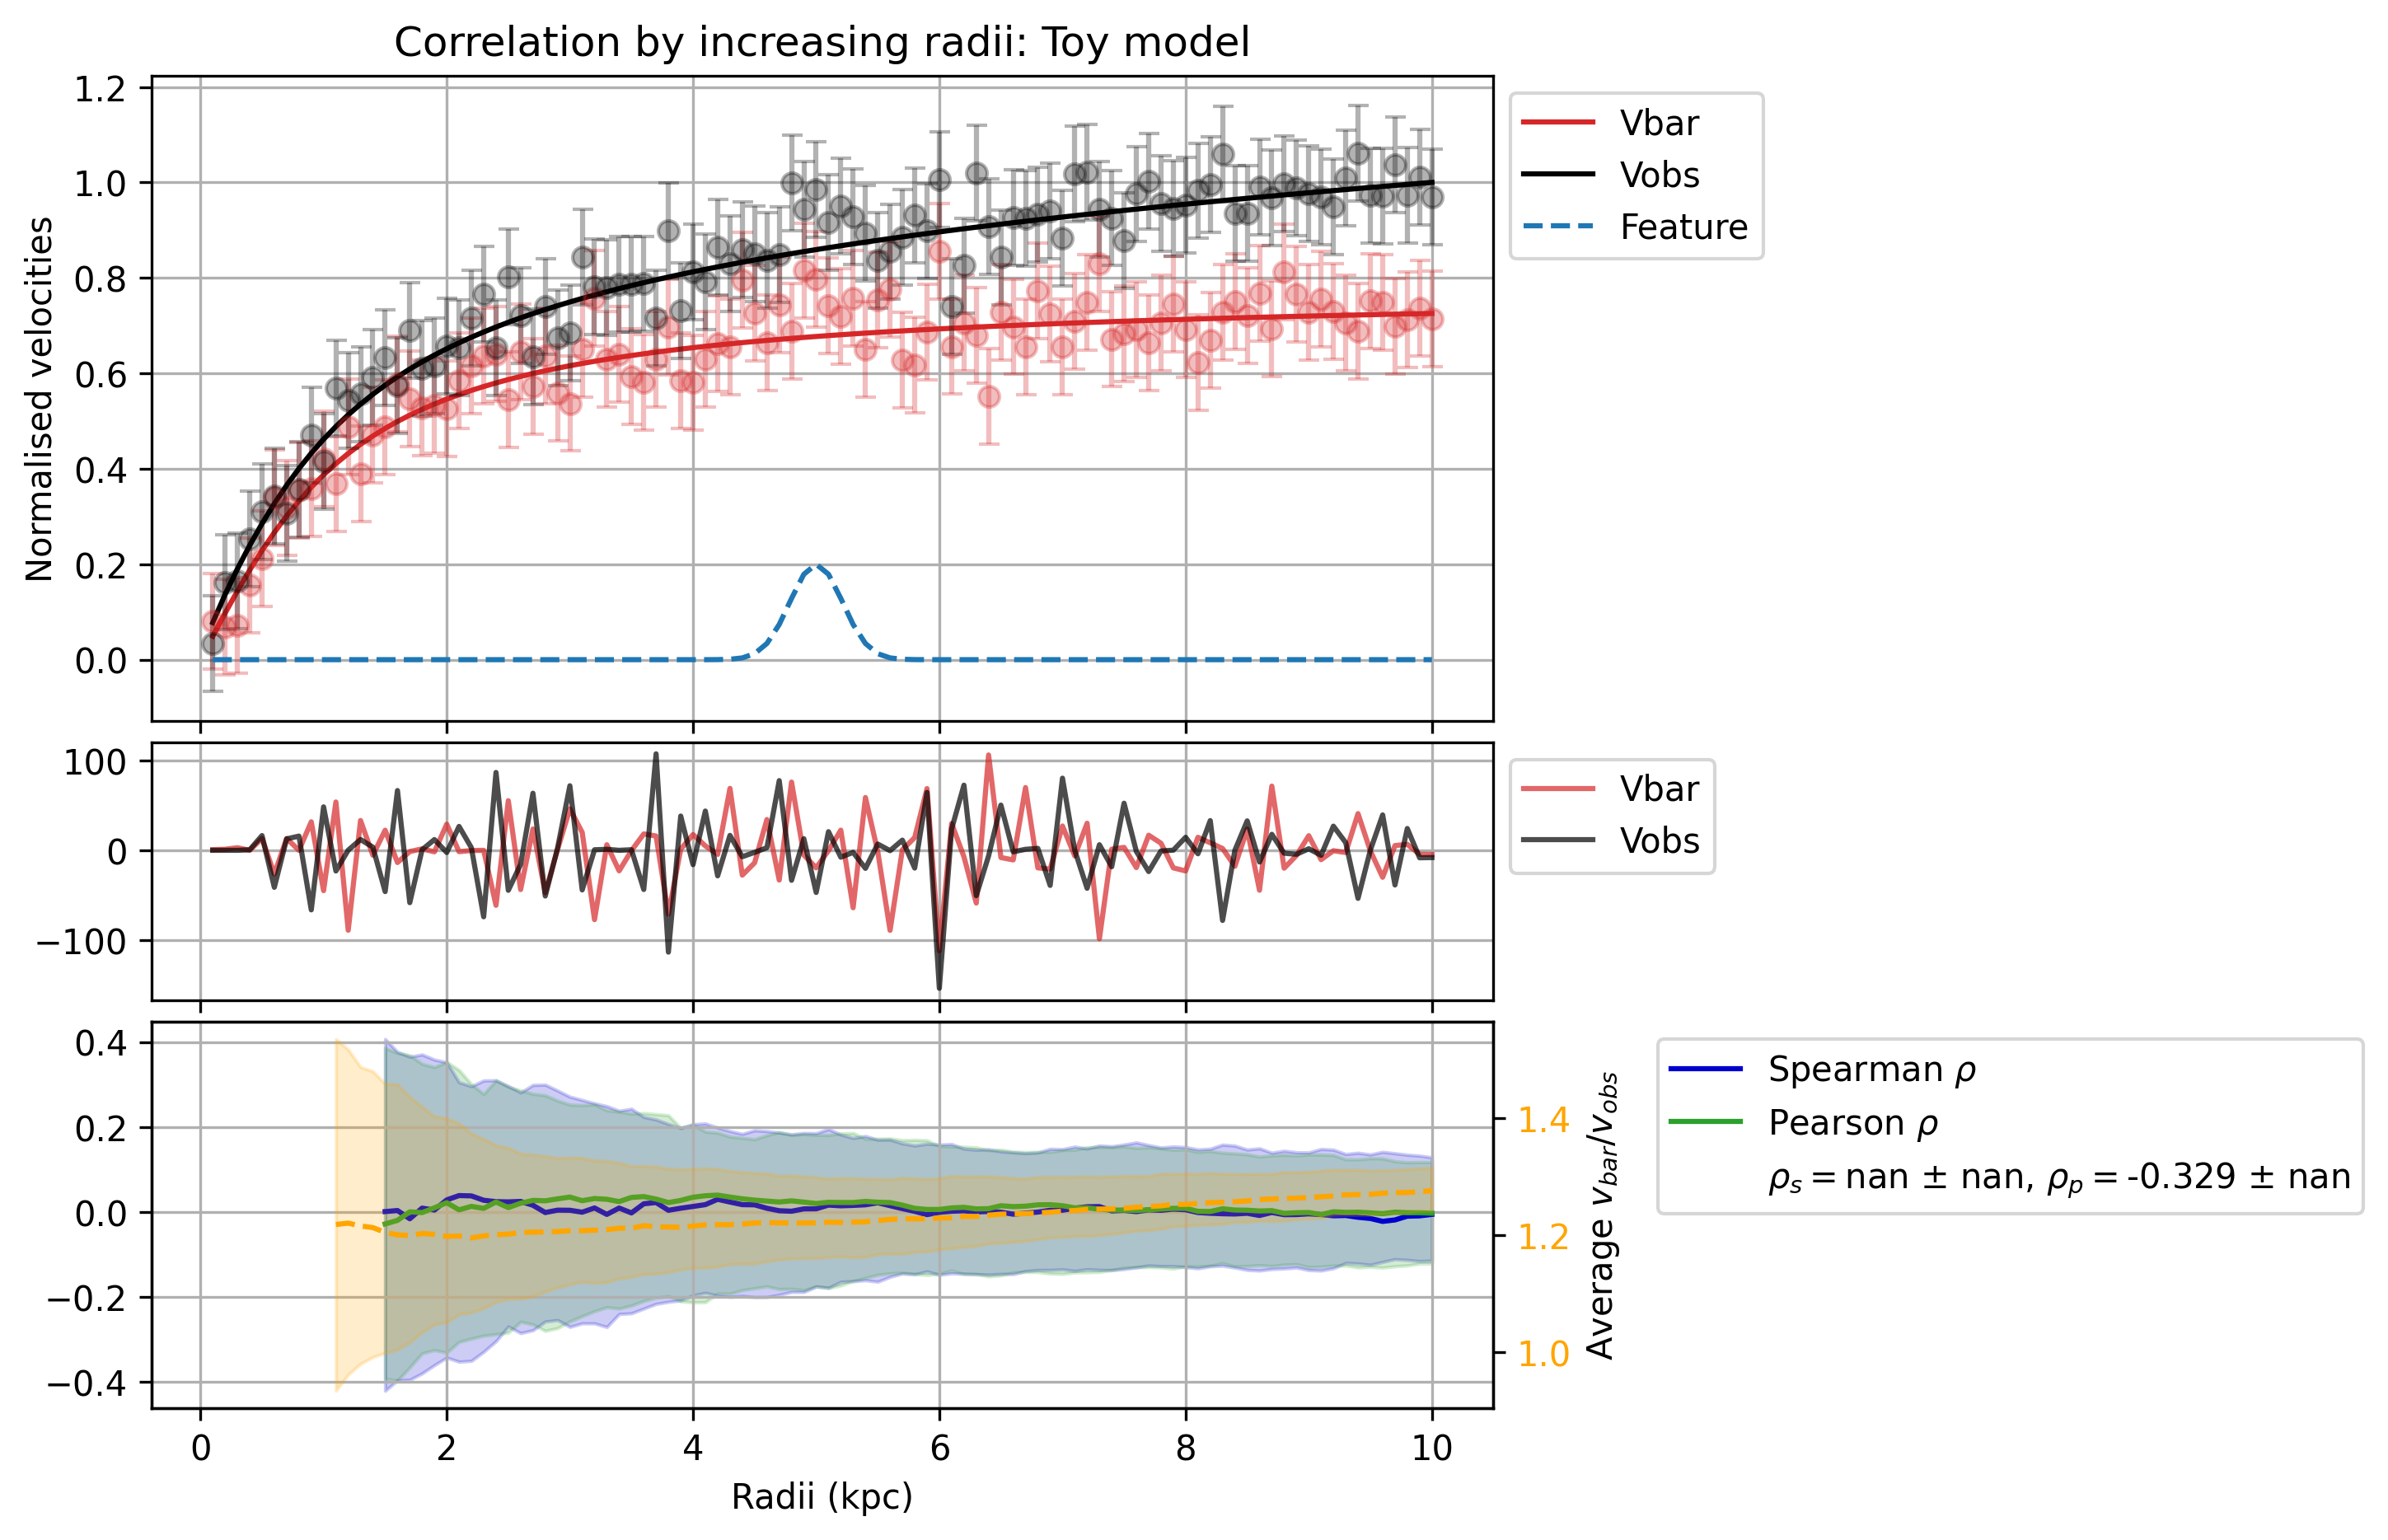 Correlation by increasing radii: Toy model
Normalised velocities
1.2
1.0
0.8
0.6
0.4
0.2
0.0
Vbar
Vobs
Feature
100
0
−100
Vbar
Vobs
0.4
0.2
0.0
−0.2
−0.4
1.4
1.2
1.0
Average v_bar/v_obs
Spearman ρ
Pearson ρ
ρ_s = nan ± nan, ρ_p = -0.329 ± nan
0 2 4 6 8 10
Radii (kpc)